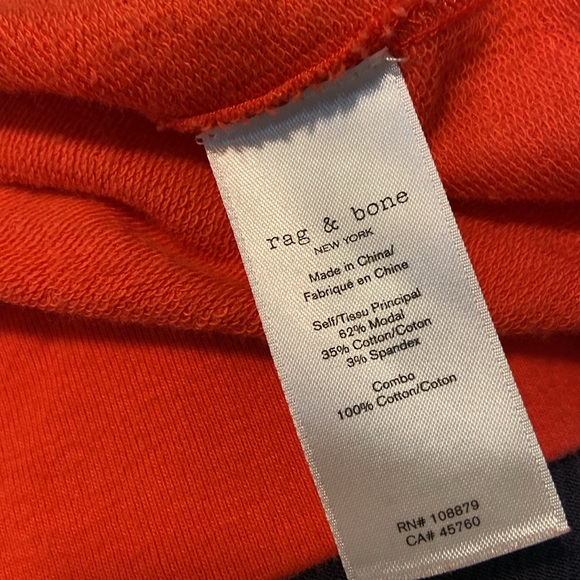 rag & bone
NEW YORK
Made in China/
Fabriqué en Chine
Self/Tissu Principal
62% Modal
35% Cotton/Coton
3% Spandex
Combo
100% Cotton/Coton
RN# 108879
CA# 45760